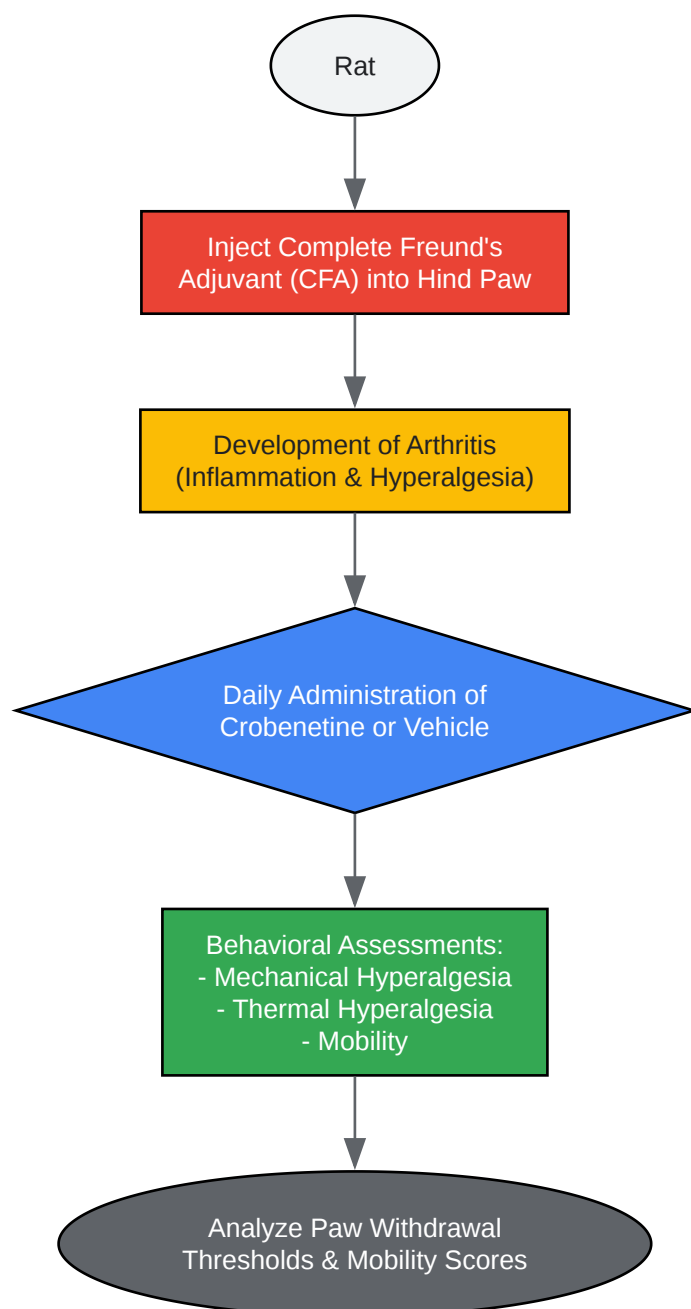 Rat
Inject Complete Freund's
Adjuvant (CFA) into Hind Paw
Development of Arthritis
(Inflammation & Hyperalgesia)
Daily Administration of
Crobenetine or Vehicle
Behavioral Assessments:
- Mechanical Hyperalgesia
- Thermal Hyperalgesia
- Mobility
Analyze Paw Withdrawal
Thresholds & Mobility Scores